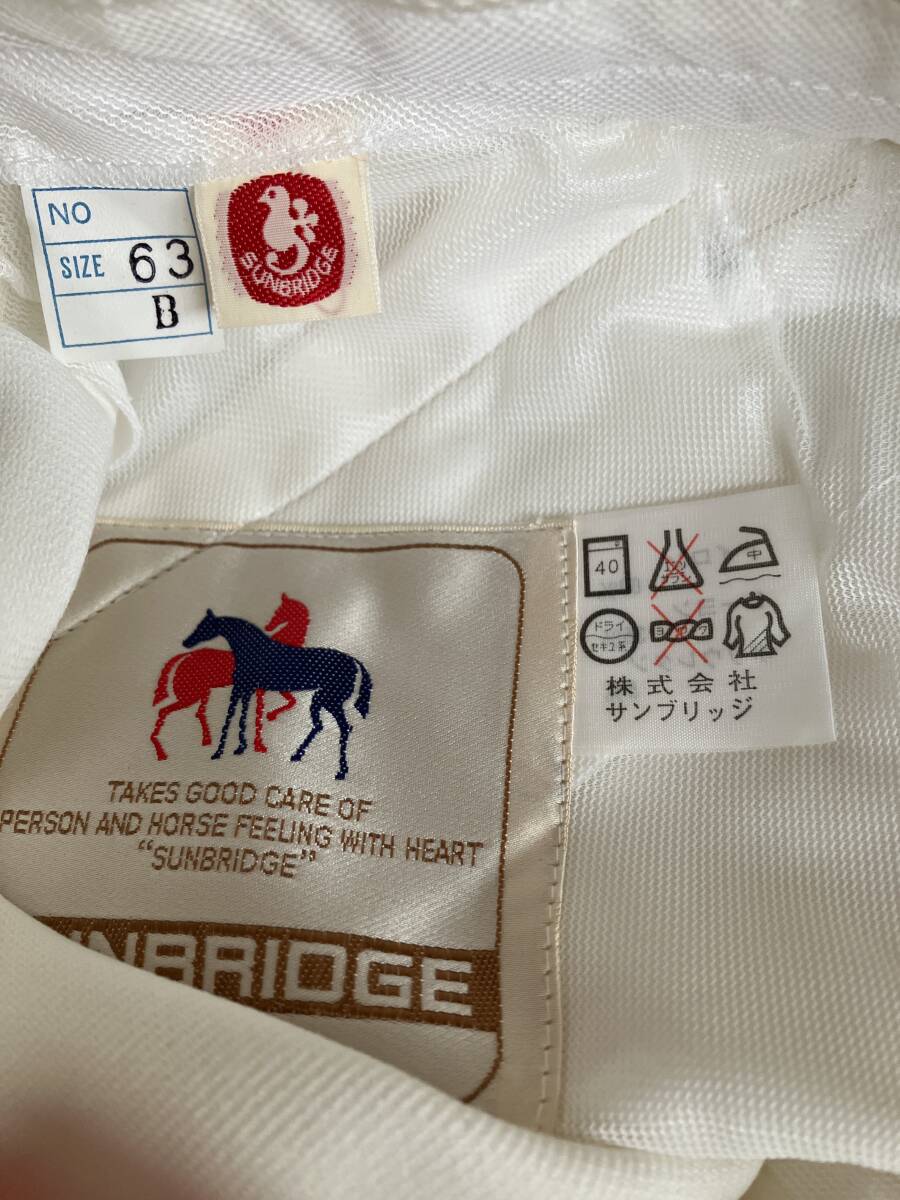 NO
SIZE 63
B
SUNBRIDGE
40
中
ドライ
セキユ系
株式会社
サンブリッジ
TAKES GOOD CARE OF
PERSON AND HORSE FEELING WITH HEART
"SUNBRIDGE"
NBRIDGE